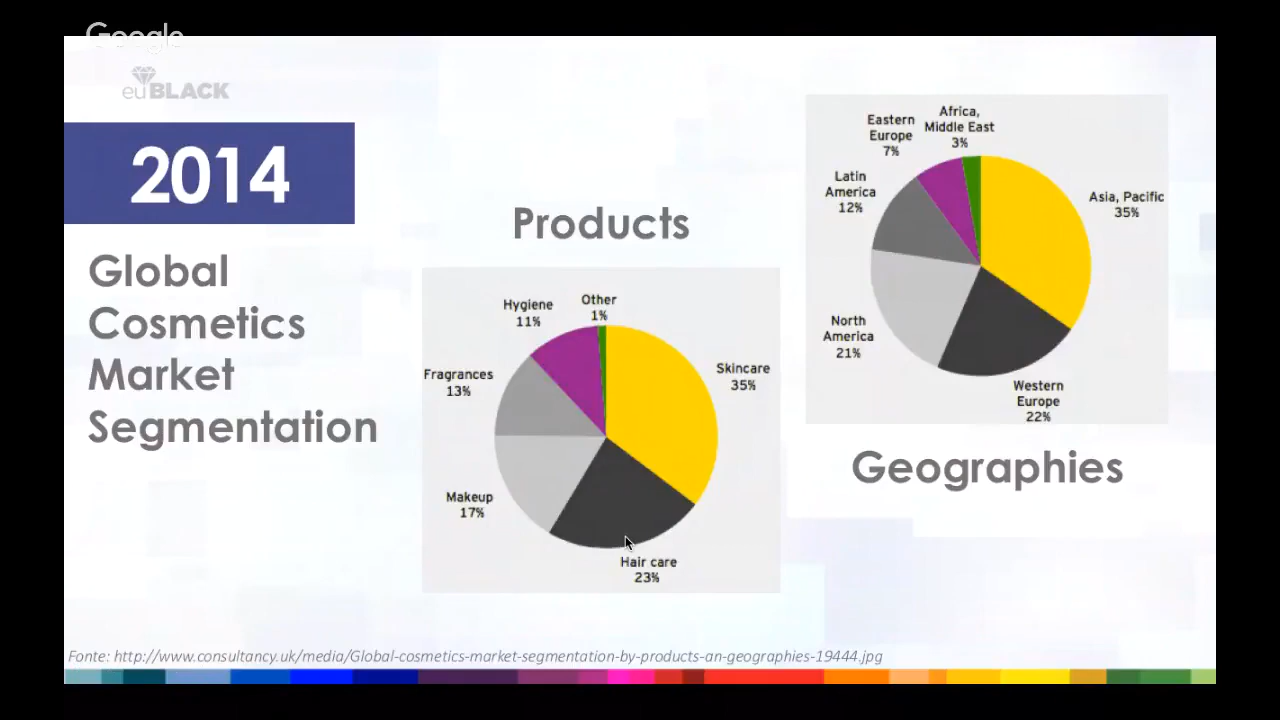 Google
euBLACK
2014
Global
Cosmetics
Market
Segmentation
Products
Hygiene
11%
Other
1%
Fragrances
13%
Skincare
35%
Makeup
17%
Hair care
23%
Eastern
Europe
7%
Africa,
Middle East
3%
Latin
America
12%
Asia, Pacific
35%
North
America
21%
Western
Europe
22%
Geographies
Fonte: http://www.consultancy.uk/media/Global-cosmetics-market-segmentation-by-products-an-geographies-19444.jpg